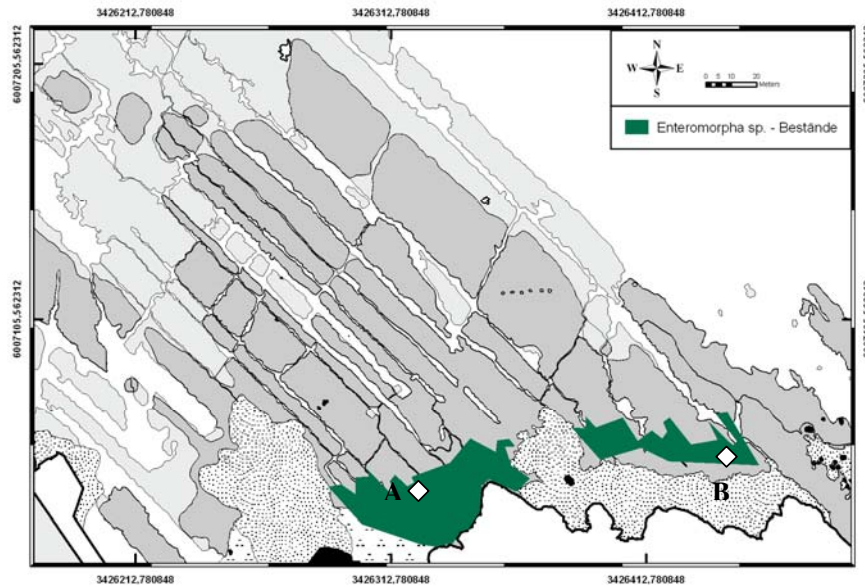 3426212,780848 3426312,780848 3426412,780848
6007205,562312
6007105,562312
N
W E
S
0 5 10 20
Meters
Enteromorpha sp. - Bestände
A
B
3426212,780848 3426312,780848 3426412,780848